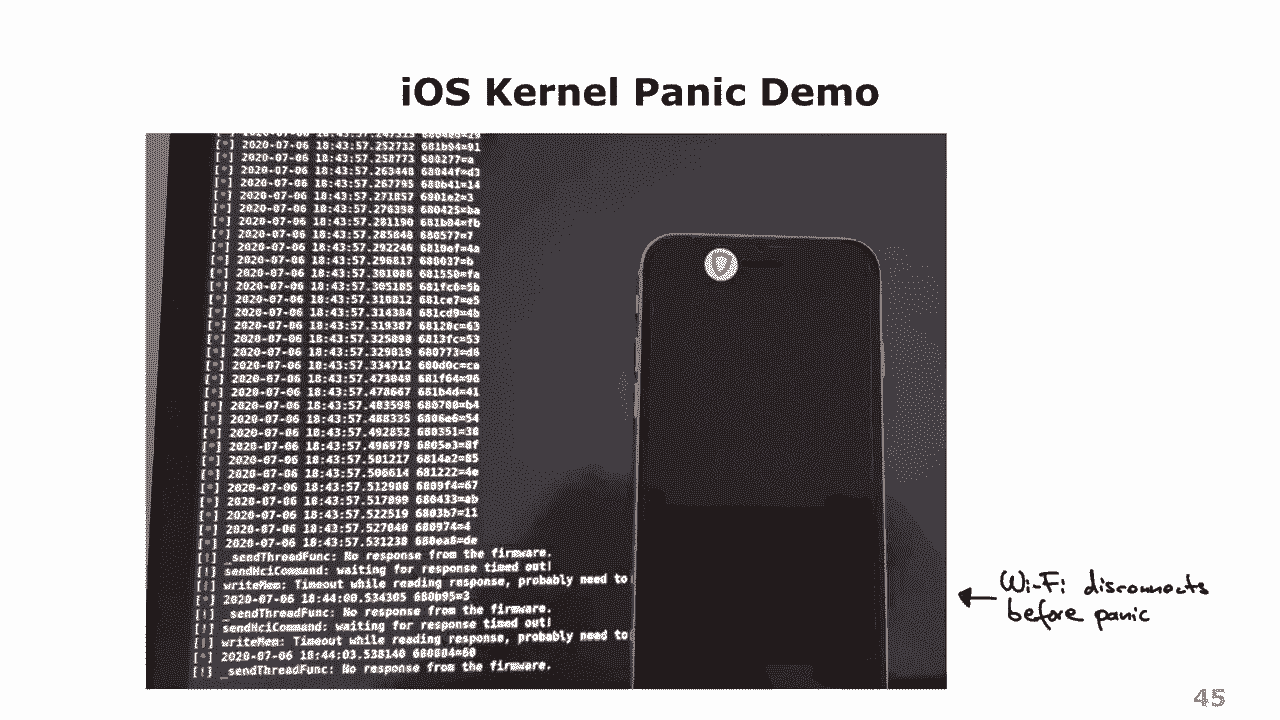 iOS Kernel Panic Demo
[*] 2020-07-06 18:43:57.252732 681b94=91
[*] 2020-07-06 18:43:57.258773 680277=a
[*] 2020-07-06 18:43:57.263448 68044f=d3
[*] 2020-07-06 18:43:57.267795 680b41=14
[*] 2020-07-06 18:43:57.271857 6801e2=3
[*] 2020-07-06 18:43:57.276398 680425=ba
[*] 2020-07-06 18:43:57.281190 681b04=fb
[*] 2020-07-06 18:43:57.285848 680577=7
[*] 2020-07-06 18:43:57.292246 6810ef=4a
[*] 2020-07-06 18:43:57.296817 680037=b
[*] 2020-07-06 18:43:57.301086 681550=fa
[*] 2020-07-06 18:43:57.305185 681fc6=5b
[*] 2020-07-06 18:43:57.310812 681ce7=e5
[*] 2020-07-06 18:43:57.314384 681cd9=4b
[*] 2020-07-06 18:43:57.319387 68128c=63
[*] 2020-07-06 18:43:57.325098 6813fc=53
[*] 2020-07-06 18:43:57.329819 680773=d6
[*] 2020-07-06 18:43:57.334712 680d0c=ca
[*] 2020-07-06 18:43:57.473049 681f64=96
[*] 2020-07-06 18:43:57.478667 681b4d=41
[*] 2020-07-06 18:43:57.483598 680780=b4
[*] 2020-07-06 18:43:57.488335 6806e6=54
[*] 2020-07-06 18:43:57.492852 680351=38
[*] 2020-07-06 18:43:57.496979 6805a3=8f
[*] 2020-07-06 18:43:57.501217 6814a2=85
[*] 2020-07-06 18:43:57.506614 681222=4e
[*] 2020-07-06 18:43:57.512908 6809f4=67
[*] 2020-07-06 18:43:57.517899 680433=ab
[*] 2020-07-06 18:43:57.522519 6803b7=11
[*] 2020-07-06 18:43:57.527040 680974=4
[*] 2020-07-06 18:43:57.531238 680ea8=de
[!] _sendThreadFunc: No response from the firmware.
[!] sendHciCommand: waiting for response timed out!
[!] writeMem: Timeout while reading response, probably need to
[*] 2020-07-06 18:44:00.534305 680b95=3
[!] _sendThreadFunc: No response from the firmware.
[!] sendHciCommand: waiting for response timed out!
[!] writeMem: Timeout while reading response, probably need to
[*] 2020-07-06 18:44:03.538140 680804=60
[!] _sendThreadFunc: No response from the firmware.
Wi-Fi disconnects
before panic
45